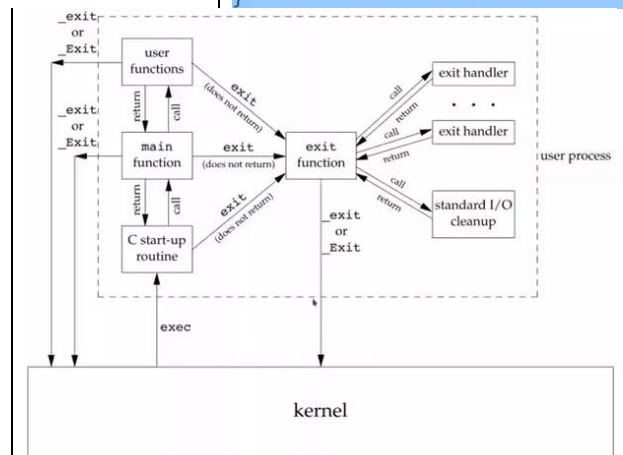 }
_exit
or
_Exit
user
functions
exit
(does not return)
call
return
exit handler
. . .
return
call
call
return
exit handler
_exit
or
_Exit
main
function
exit
(does not return)
exit
function
user process
return
call
exit
(does not return)
call
return
standard I/O
cleanup
C start-up
routine
_exit
or
_Exit
exec
kernel